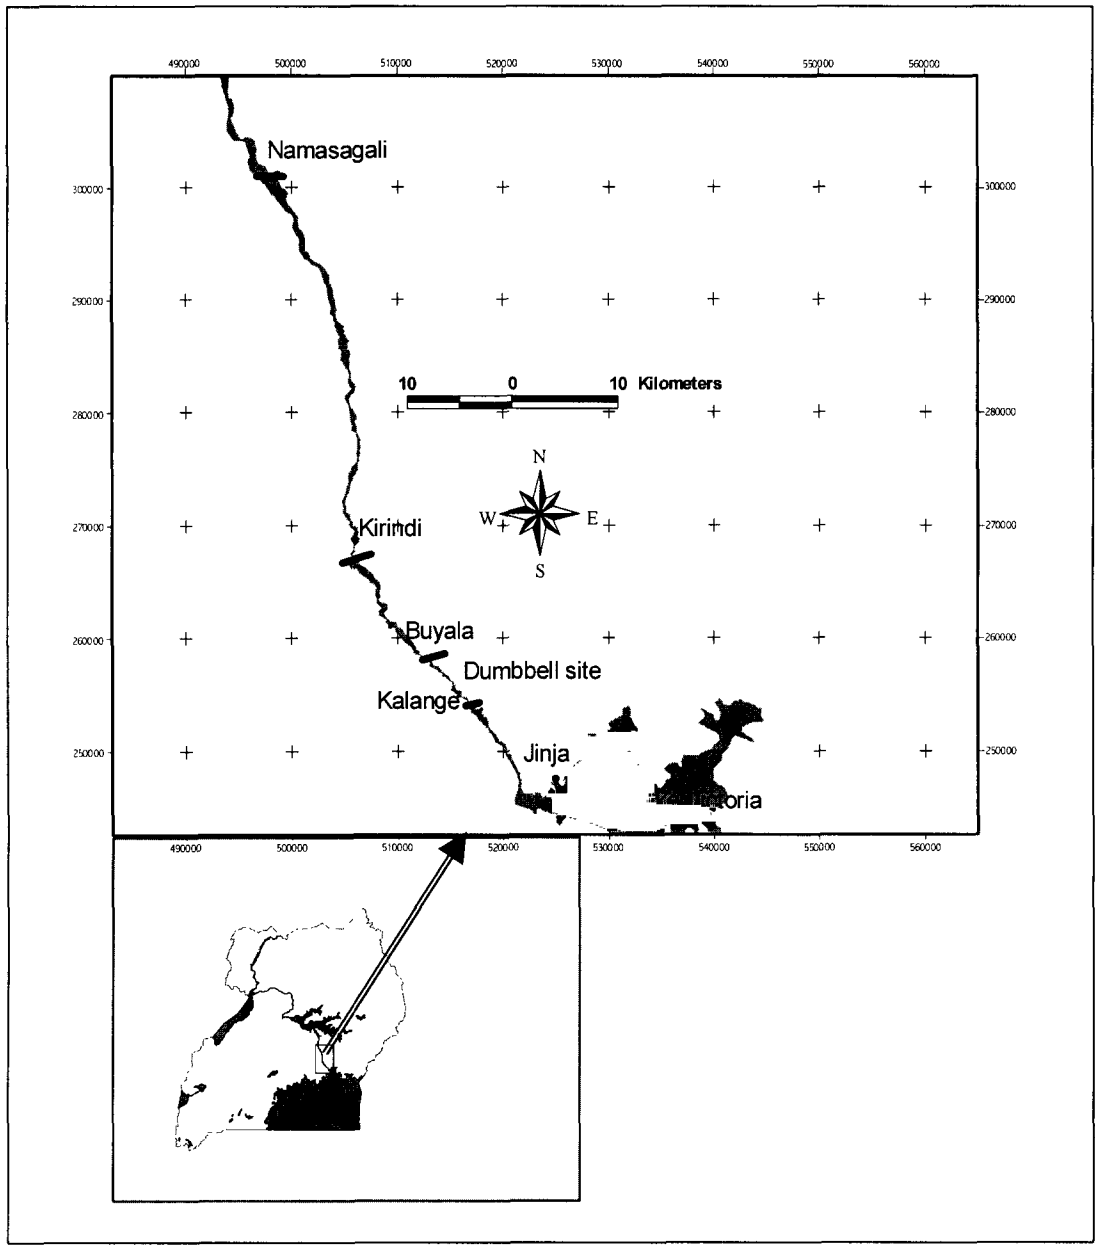 490000 500000 510000 520000 530000 540000 550000 560000
Namasagali
300000 300000
290000 290000
10 0 10 Kilometers
280000 280000
N
W E
S
Kirindi
270000 270000
Buyala
260000 260000
Dumbbell site
Kalange
250000 250000
Jinja
toria
490000 500000 510000 520000 530000 540000 550000 560000